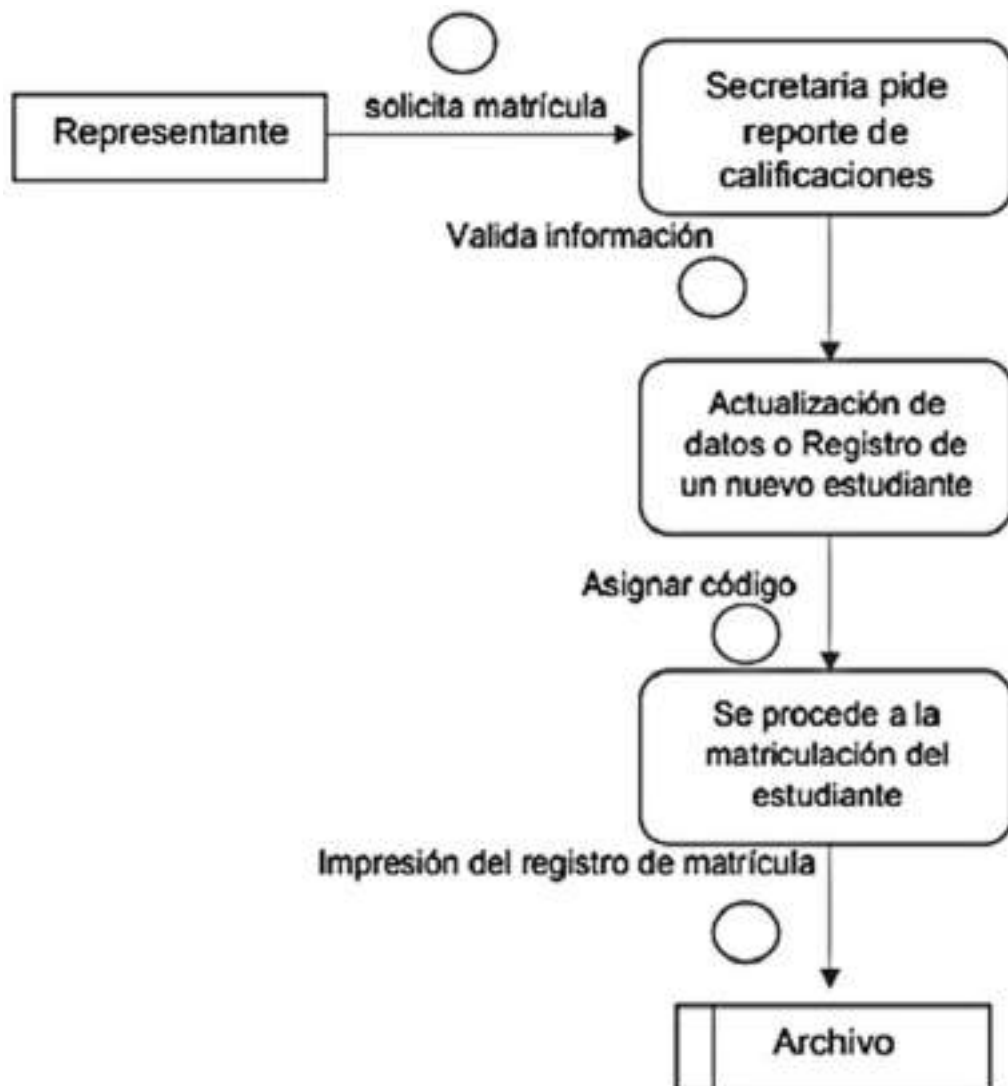 solicita matrícula
Representante
Secretaria pide
reporte de
calificaciones
Valida información
Actualización de
datos o Registro de
un nuevo estudiante
Asignar código
Se procede a la
matriculación del
estudiante
Impresión del registro de matrícula
Archivo